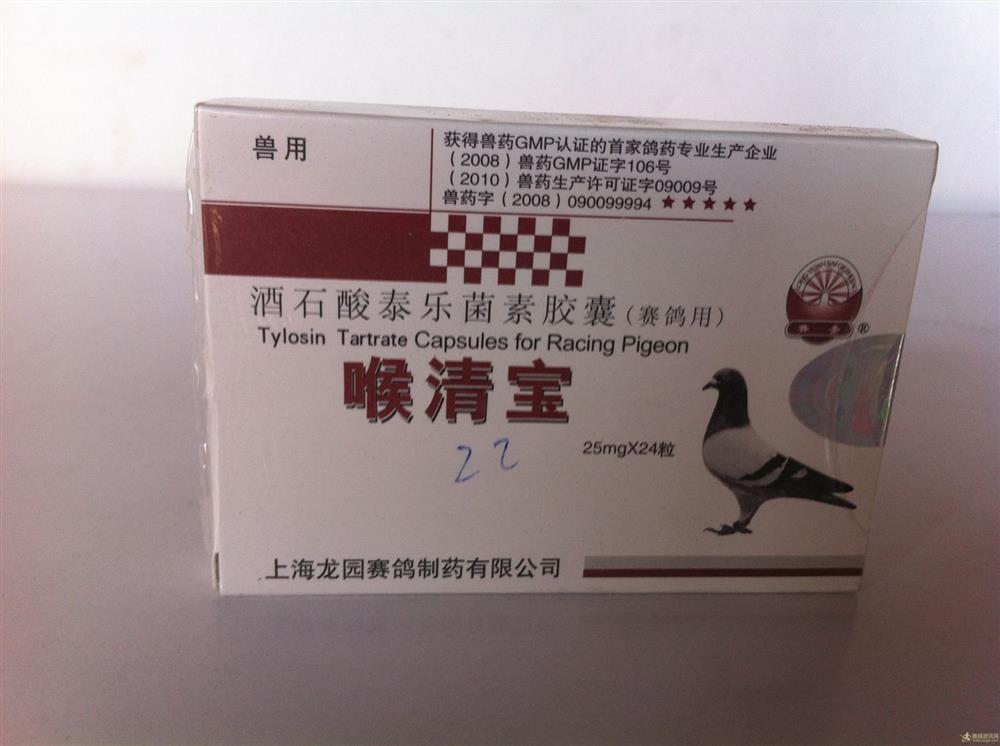 兽用
获得兽药GMP认证的首家鸽药专业生产企业
（2008）兽药GMP证字106号
（2010）兽药生产许可证字09009号
兽药字（2008）090099994 ★★★★★
酒石酸泰乐菌素胶囊（赛鸽用）
Tylosin Tartrate Capsules for Racing Pigeon
®
喉清宝
22
25mgX24粒
上海龙园赛鸽制药有限公司